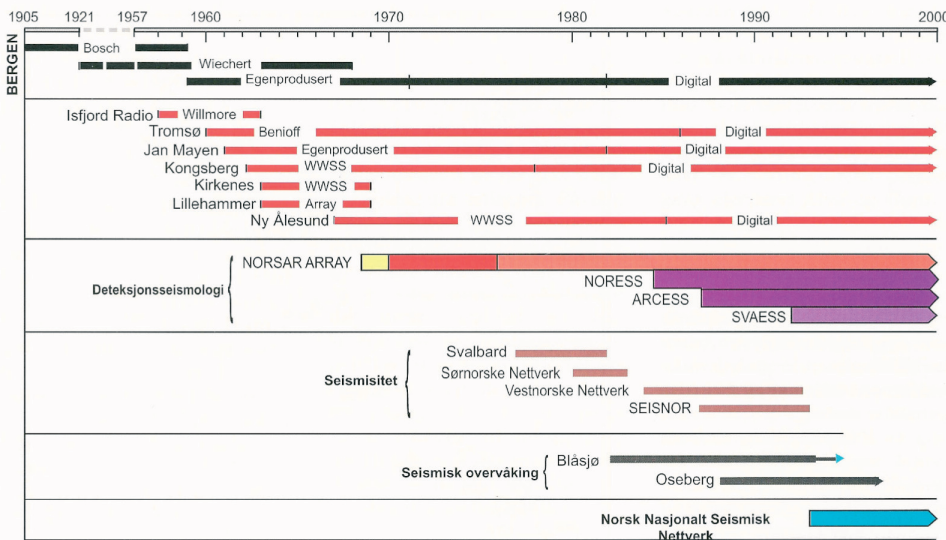 1905 1921 1957 1960 1970 1980 1990 2000
BERGEN
Bosch
Wiechert
Egenprodusert Digital
Isfjord Radio Willmore
Tromsø Benioff Digital
Jan Mayen Egenprodusert Digital
Kongsberg WWSS Digital
Kirkenes WWSS
Lillehammer Array
Ny Ålesund WWSS Digital
NORSAR ARRAY
Deteksjonsseismologi
NORESS
ARCESS
SVAESS
Svalbard
Seismisitet
Sørnorske Nettverk
Vestnorske Nettverk
SEISNOR
Blåsjø
Seismisk overvåking
Oseberg
Norsk Nasjonalt Seismisk
Nettverk